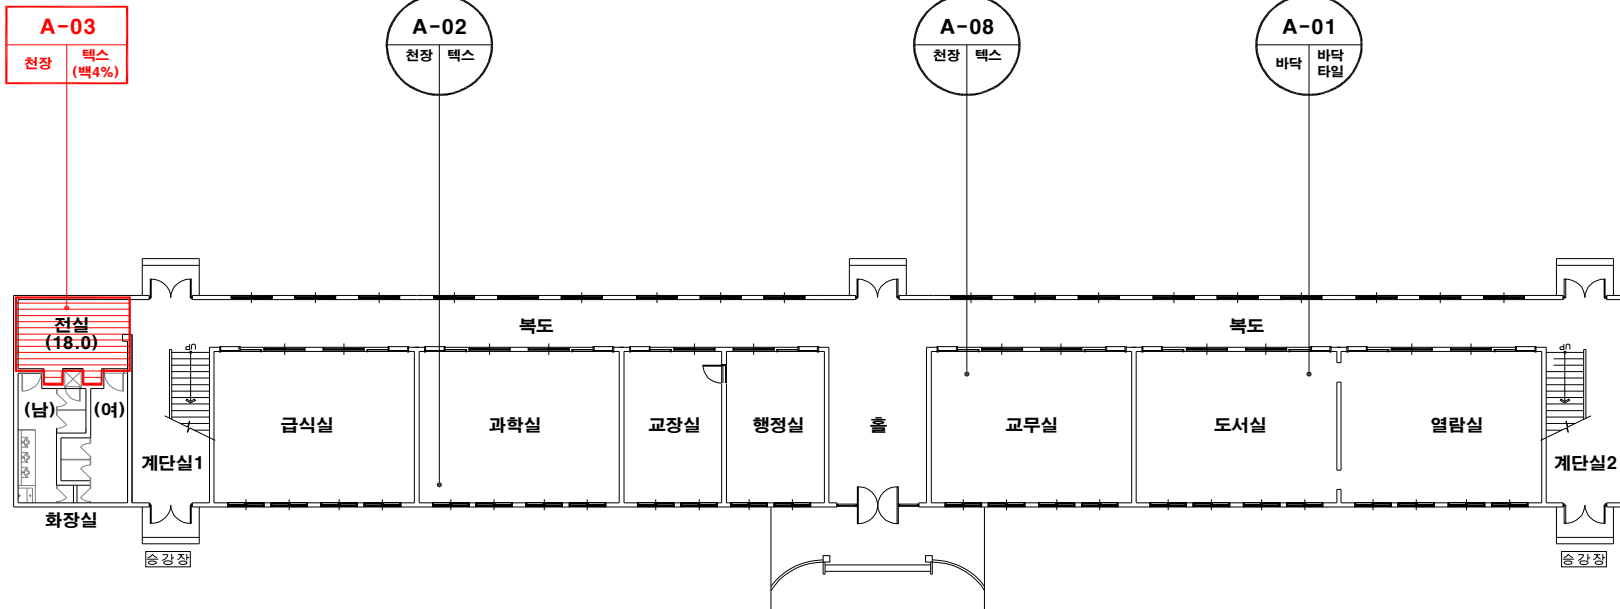 A-03
천장
텍스
(백4%)
A-02
천장
텍스
A-08
천장
텍스
A-01
바닥
바닥
타일
전실
(18.0)
복도
복도
UP
UP
(남)
(여)
급식실
과학실
교장실
행정실
홀
교무실
도서실
열람실
계단실1
계단실2
화장실
승강장
승강장